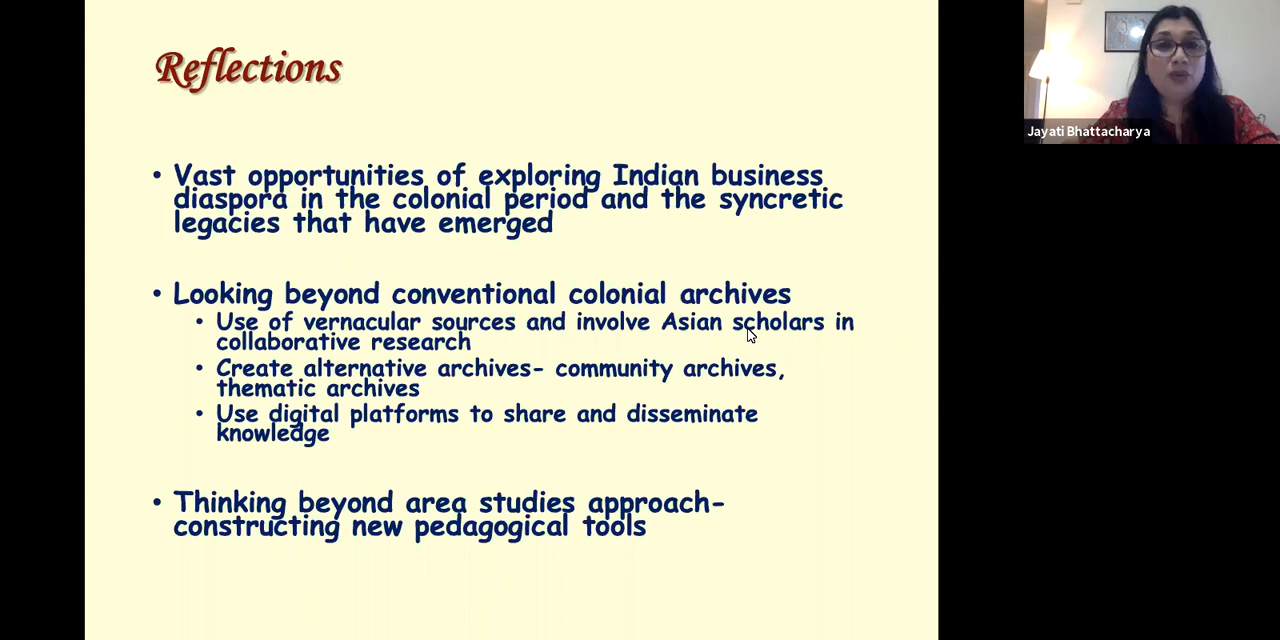 Reflections
• Vast opportunities of exploring Indian business
diaspora in the colonial period and the syncretic
legacies that have emerged
• Looking beyond conventional colonial archives
• Use of vernacular sources and involve Asian scholars in
collaborative research
• Create alternative archives- community archives,
thematic archives
• Use digital platforms to share and disseminate
knowledge
• Thinking beyond area studies approach-
constructing new pedagogical tools
Jayati Bhattacharya